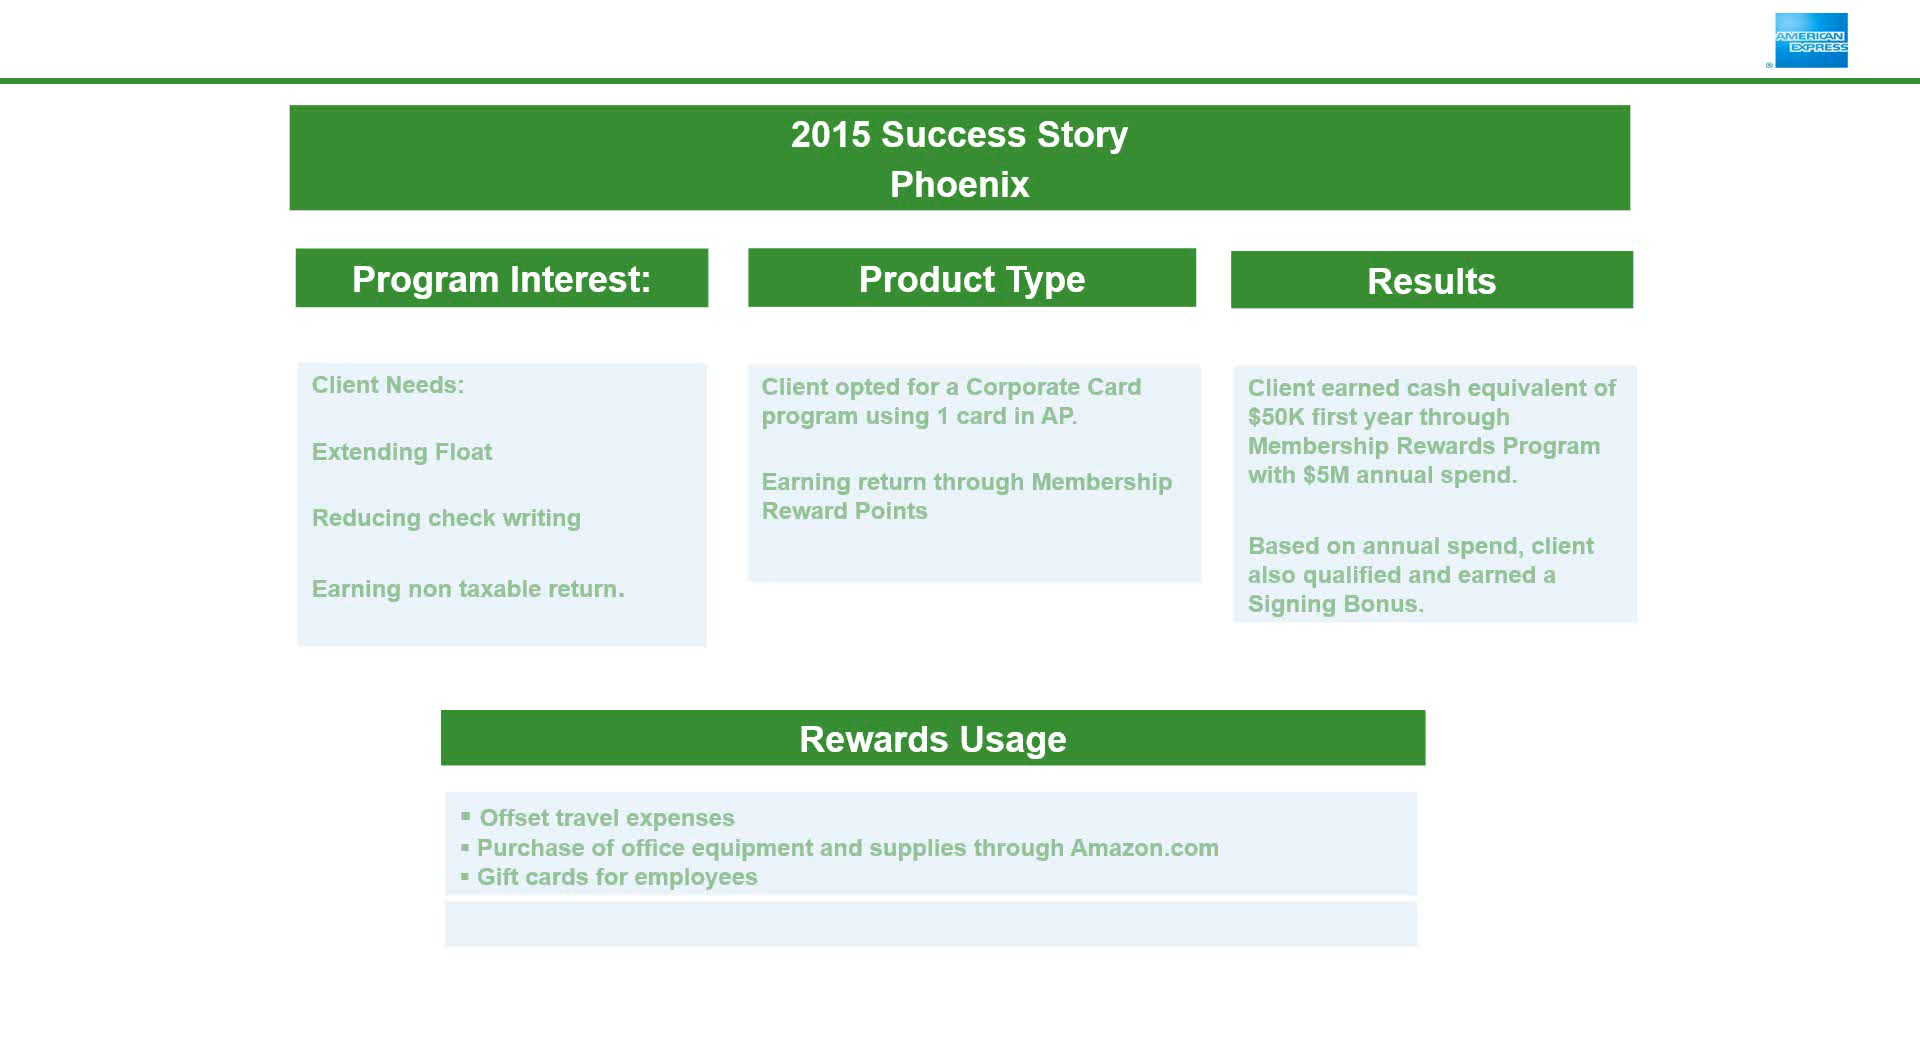 AMERICAN
EXPRESS
®
2015 Success Story
Phoenix
Program Interest:
Product Type
Results
Client Needs:
Extending Float
Reducing check writing
Earning non taxable return.
Client opted for a Corporate Card
program using 1 card in AP.
Earning return through Membership
Reward Points
Client earned cash equivalent of
$50K first year through
Membership Rewards Program
with $5M annual spend.
Based on annual spend, client
also qualified and earned a
Signing Bonus.
Rewards Usage
▪ Offset travel expenses
▪ Purchase of office equipment and supplies through Amazon.com
▪ Gift cards for employees